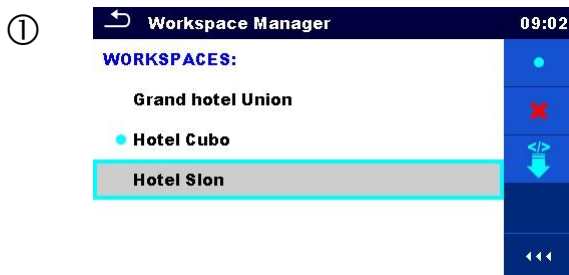 ①
Workspace Manager 09:02
WORKSPACES:
Grand hotel Union
Hotel Cubo
Hotel Slon
</>